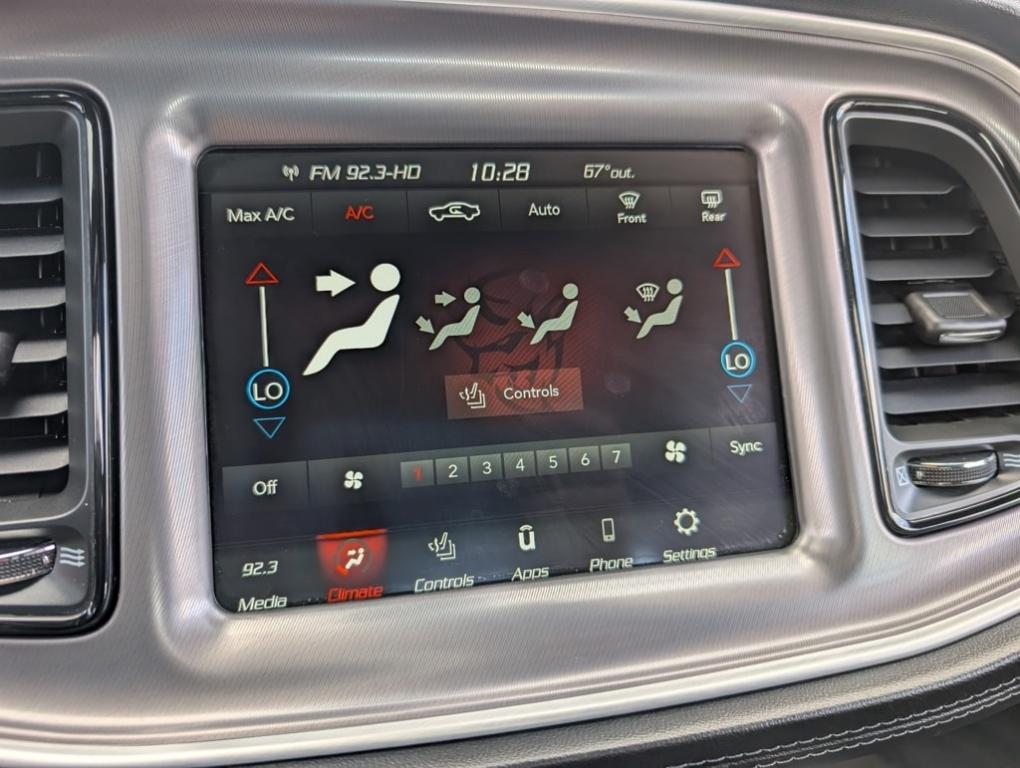 FM 92.3-HD 10:28 67° out.
Max A/C A/C Auto Front Rear
LO LO
Controls
Off 1 2 3 4 5 6 7 Sync
92.3
Media Climate Controls Apps Phone Settings